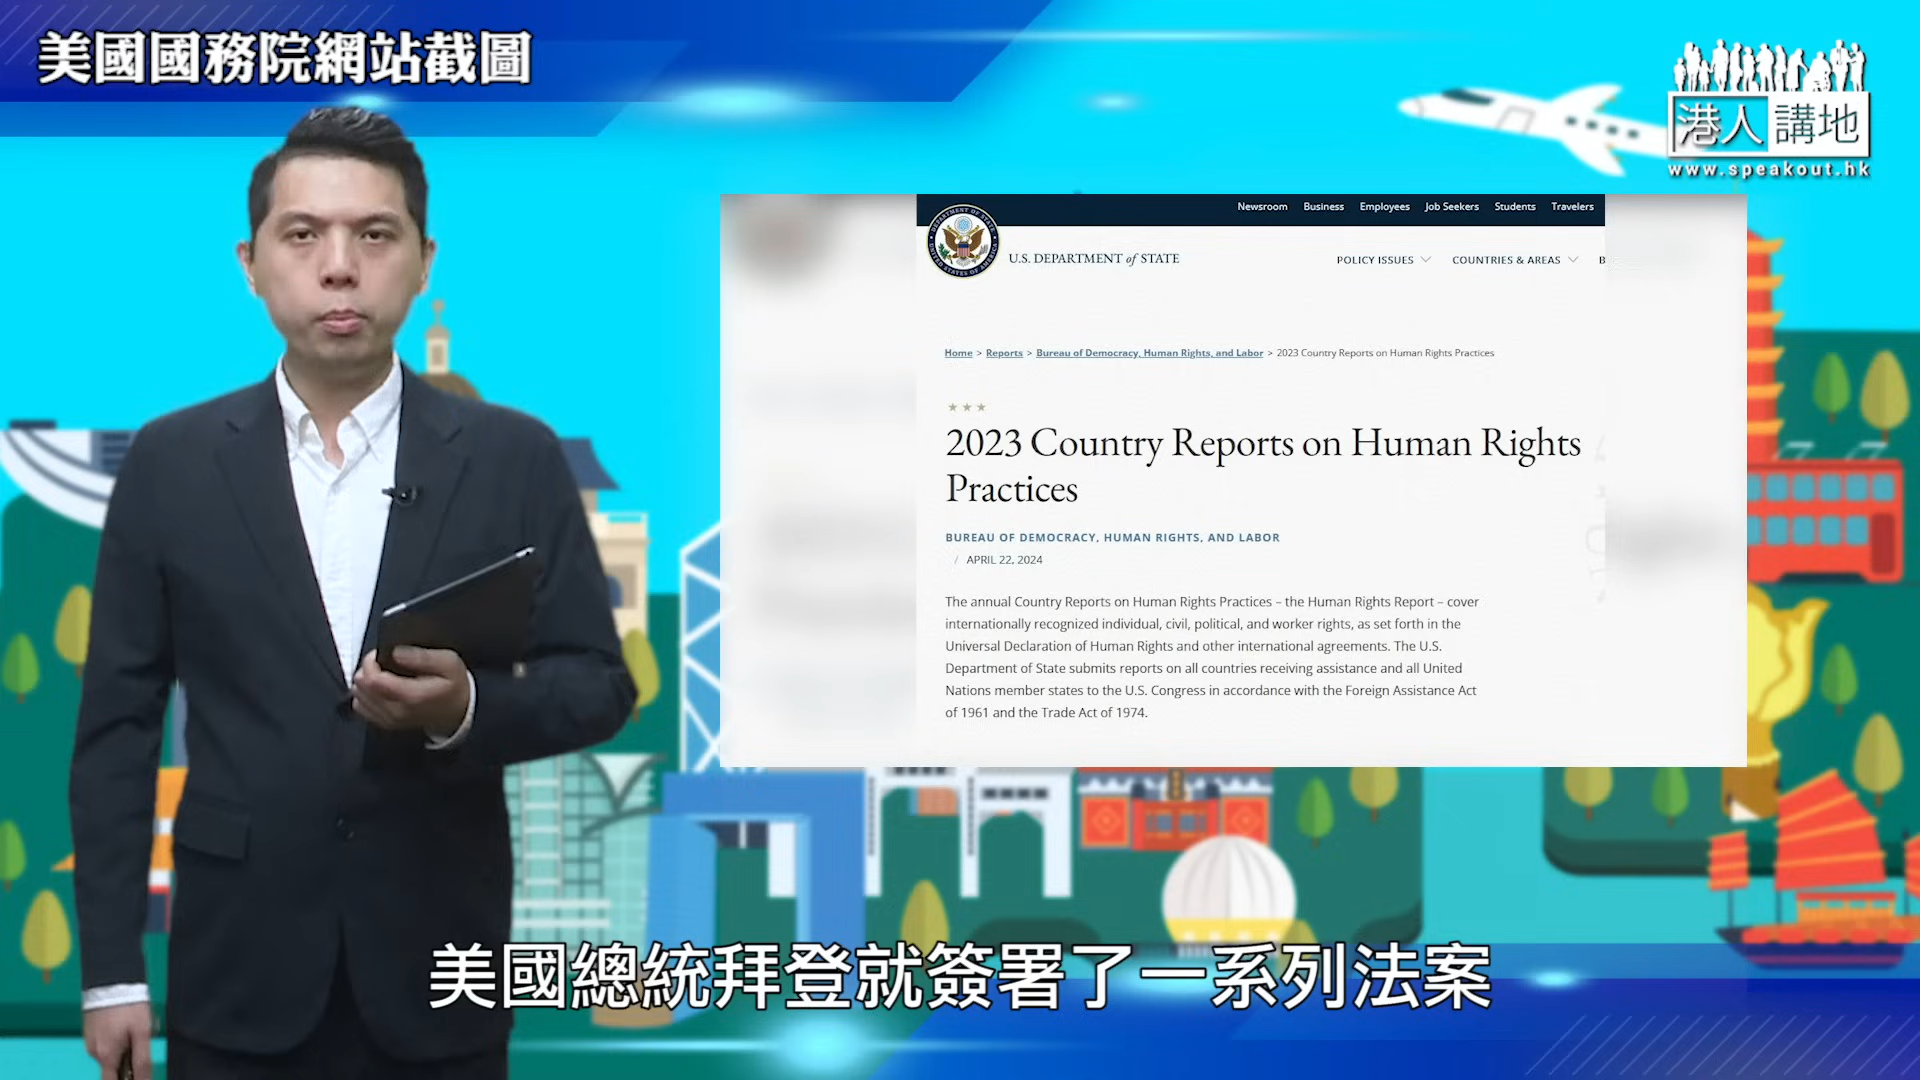 美國國務院網站截圖
港人講地
www.speakout.hk
Newsroom Business Employees Job Seekers Students Travelers
U.S. DEPARTMENT of STATE
POLICY ISSUES COUNTRIES & AREAS B
Home > Reports > Bureau of Democracy, Human Rights, and Labor > 2023 Country Reports on Human Rights Practices
2023 Country Reports on Human Rights
Practices
BUREAU OF DEMOCRACY, HUMAN RIGHTS, AND LABOR
/ APRIL 22, 2024
The annual Country Reports on Human Rights Practices – the Human Rights Report – cover
internationally recognized individual, civil, political, and worker rights, as set forth in the
Universal Declaration of Human Rights and other international agreements. The U.S.
Department of State submits reports on all countries receiving assistance and all United
Nations member states to the U.S. Congress in accordance with the Foreign Assistance Act
of 1961 and the Trade Act of 1974.
美國總統拜登就簽署了一系列法案